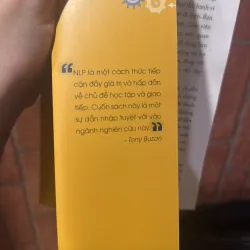 "NLP là một cách thức tiếp
cận đầy giá trị và hấp dẫn
về chủ đề học tập và giao
tiếp. Cuốn sách này là một
sự dẫn nhập tuyệt vời vào
ngành nghiên cứu này."
- Tony Buzan